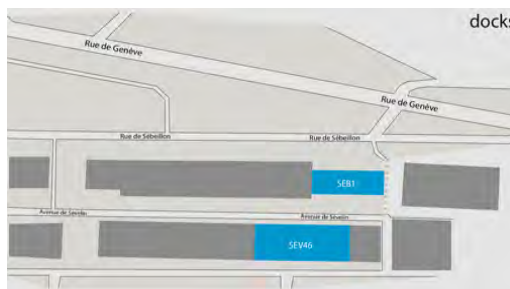 docks
Rue de Genève
Rue de Genève
Rue de Sébeillon
Rue de Sébeillon
SEB1
Avenue de Sévelin
Avenue de Sévelin
SEV46